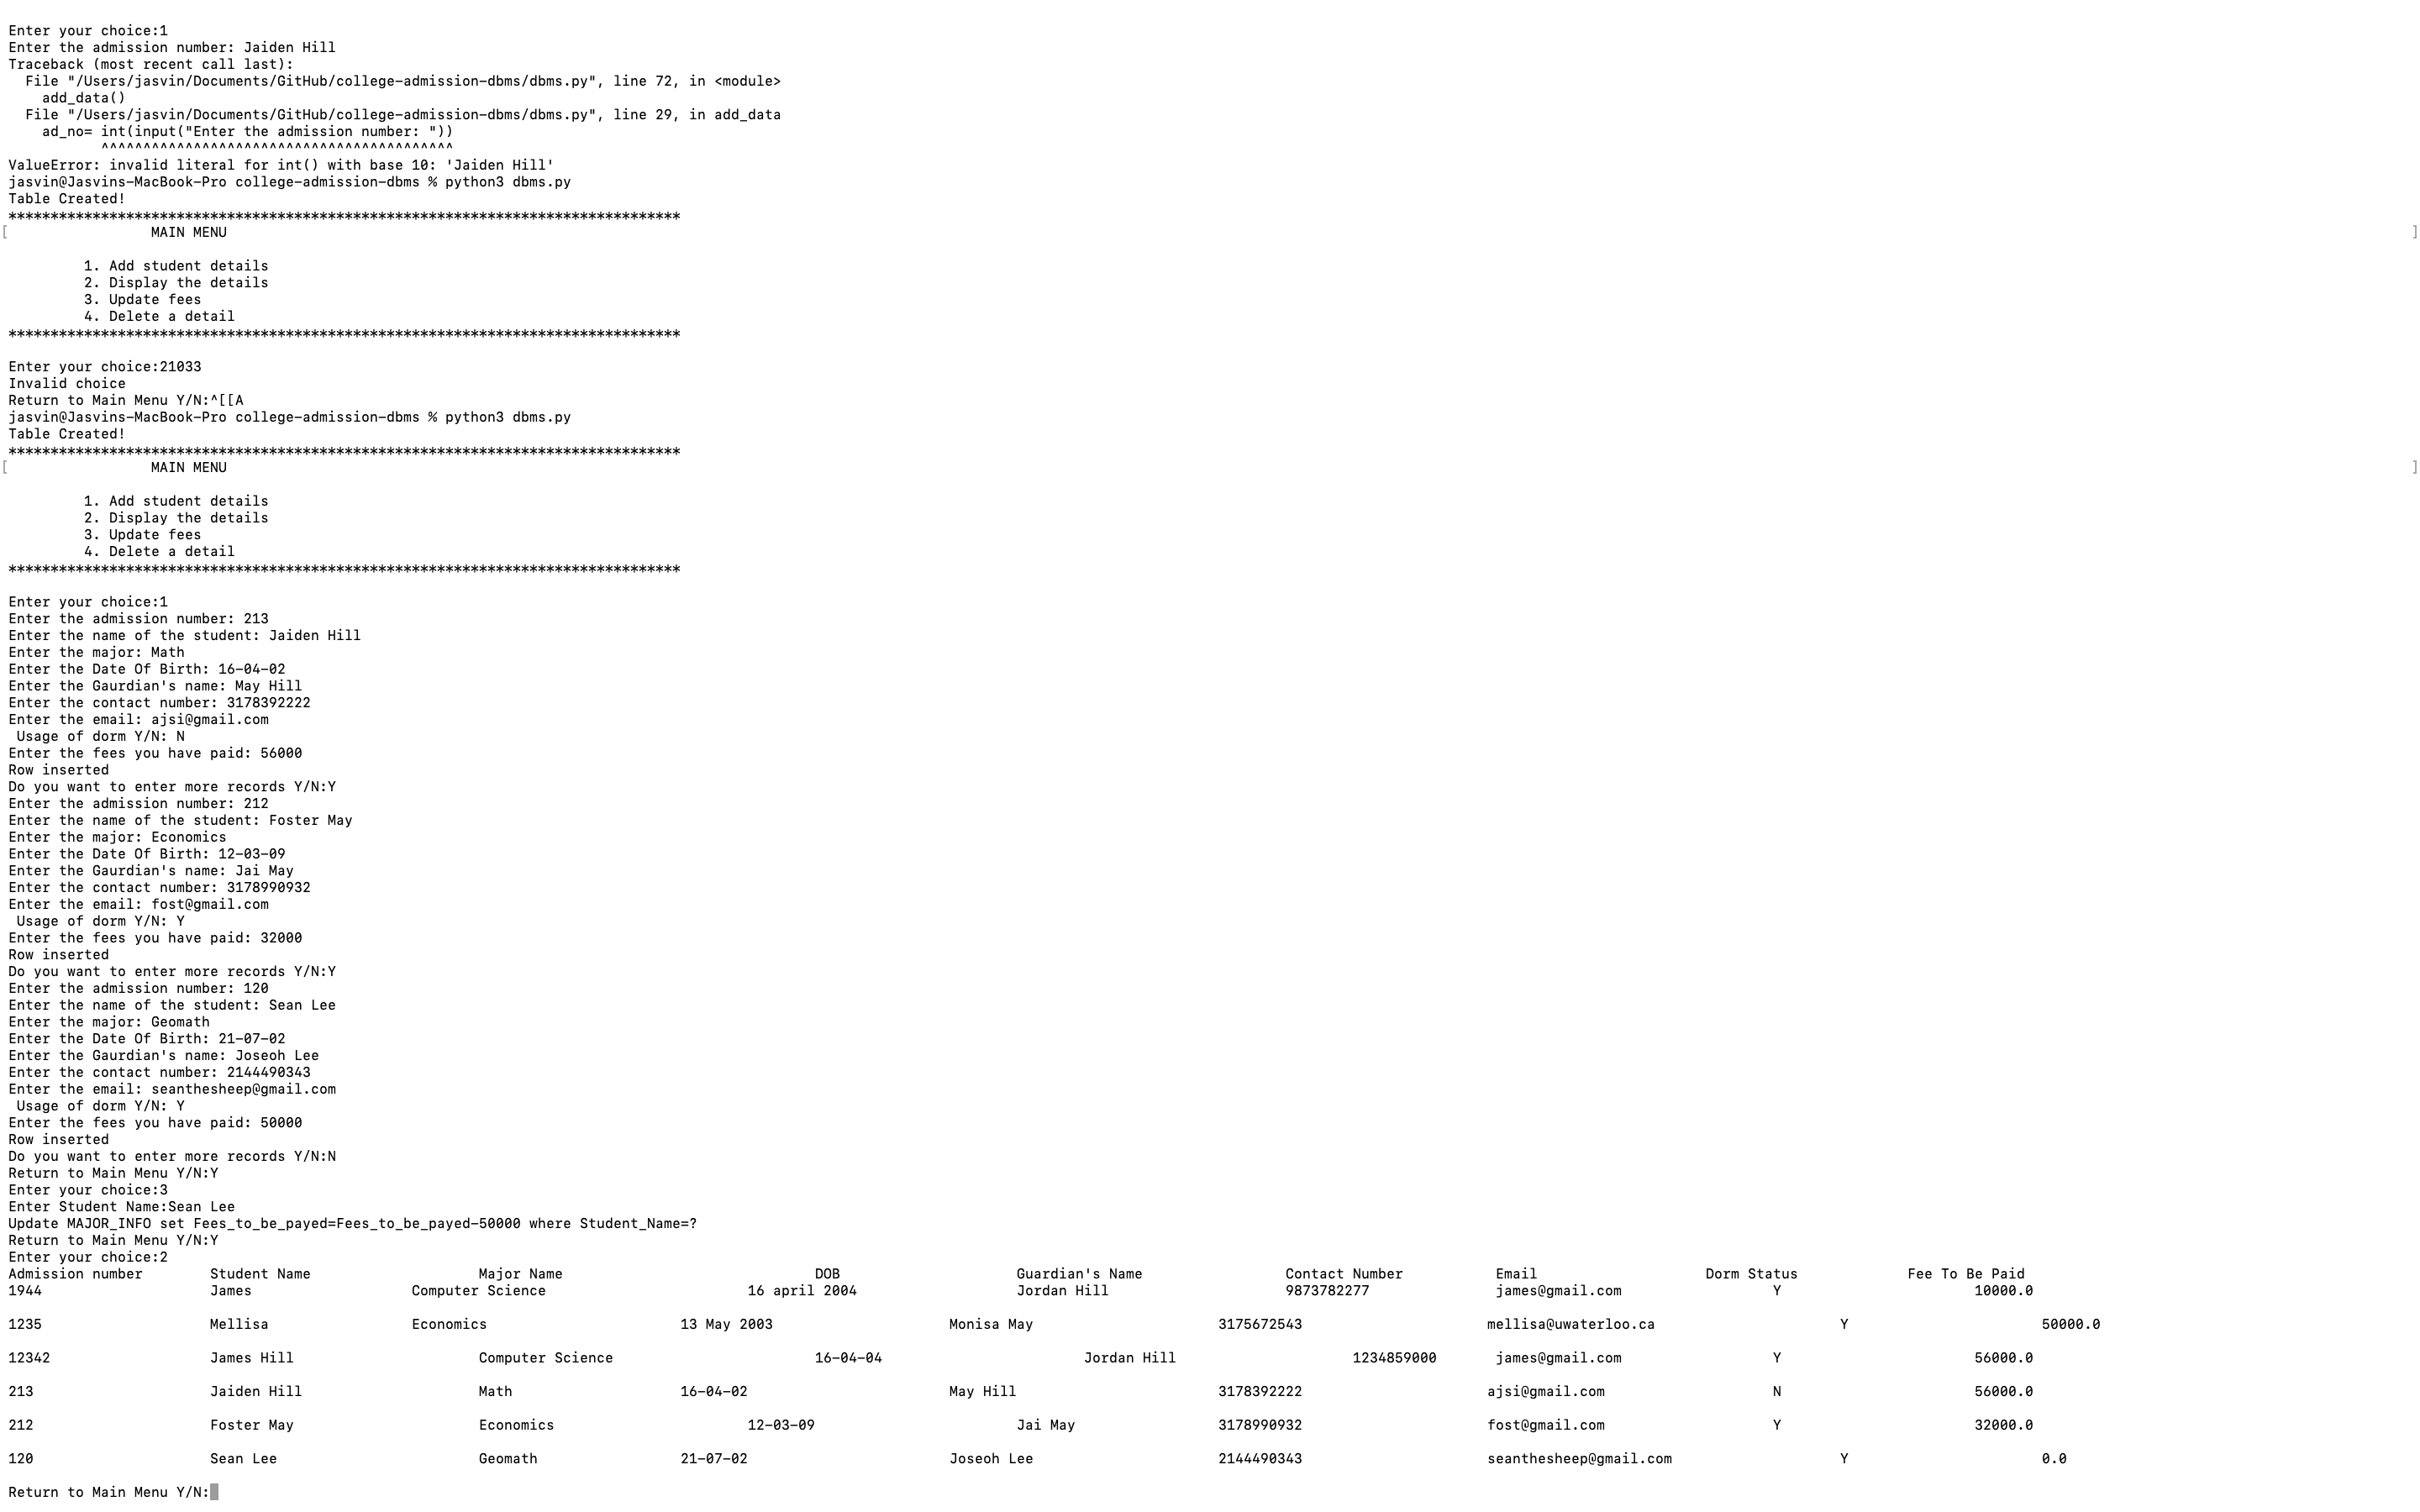 Enter your choice:1
Enter the admission number: Jaiden Hill
Traceback (most recent call last):
  File "/Users/jasvin/Documents/GitHub/college-admission-dbms/dbms.py", line 72, in <module>
    add_data()
  File "/Users/jasvin/Documents/GitHub/college-admission-dbms/dbms.py", line 29, in add_data
    ad_no= int(input("Enter the admission number: "))
           ^^^^^^^^^^^^^^^^^^^^^^^^^^^^^^^^^^^^^^^^^^
ValueError: invalid literal for int() with base 10: 'Jaiden Hill'
jasvin@Jasvins-MacBook-Pro college-admission-dbms % python3 dbms.py
Table Created!
********************************************************************************
[                 MAIN MENU ]

         1. Add student details
         2. Display the details
         3. Update fees
         4. Delete a detail
********************************************************************************

Enter your choice:21033
Invalid choice
Return to Main Menu Y/N:^[[A
jasvin@Jasvins-MacBook-Pro college-admission-dbms % python3 dbms.py
Table Created!
********************************************************************************
[                 MAIN MENU ]

         1. Add student details
         2. Display the details
         3. Update fees
         4. Delete a detail
********************************************************************************

Enter your choice:1
Enter the admission number: 213
Enter the name of the student: Jaiden Hill
Enter the major: Math
Enter the Date Of Birth: 16-04-02
Enter the Gaurdian's name: May Hill
Enter the contact number: 3178392222
Enter the email: ajsi@gmail.com
 Usage of dorm Y/N: N
Enter the fees you have paid: 56000
Row inserted
Do you want to enter more records Y/N:Y
Enter the admission number: 212
Enter the name of the student: Foster May
Enter the major: Economics
Enter the Date Of Birth: 12-03-09
Enter the Gaurdian's name: Jai May
Enter the contact number: 3178990932
Enter the email: fost@gmail.com
 Usage of dorm Y/N: Y
Enter the fees you have paid: 32000
Row inserted
Do you want to enter more records Y/N:Y
Enter the admission number: 120
Enter the name of the student: Sean Lee
Enter the major: Geomath
Enter the Date Of Birth: 21-07-02
Enter the Gaurdian's name: Joseoh Lee
Enter the contact number: 2144490343
Enter the email: seanthesheep@gmail.com
 Usage of dorm Y/N: Y
Enter the fees you have paid: 50000
Row inserted
Do you want to enter more records Y/N:N
Return to Main Menu Y/N:Y
Enter your choice:3
Enter Student Name:Sean Lee
Update MAJOR_INFO set Fees_to_be_payed=Fees_to_be_payed-50000 where Student_Name=?
Return to Main Menu Y/N:Y
Enter your choice:2
Admission number        Student Name        Major Name        DOB        Guardian's Name        Contact Number        Email        Dorm Status        Fee To Be Paid
1944        James        Computer Science        16 april 2004        Jordan Hill        9873782277        james@gmail.com        Y        10000.0

1235        Mellisa        Economics        13 May 2003        Monisa May        3175672543        mellisa@uwaterloo.ca        Y        50000.0

12342        James Hill        Computer Science        16-04-04        Jordan Hill        1234859000        james@gmail.com        Y        56000.0

213        Jaiden Hill        Math        16-04-02        May Hill        3178392222        ajsi@gmail.com        N        56000.0

212        Foster May        Economics        12-03-09        Jai May        3178990932        fost@gmail.com        Y        32000.0

120        Sean Lee        Geomath        21-07-02        Joseoh Lee        2144490343        seanthesheep@gmail.com        Y        0.0

Return to Main Menu Y/N: